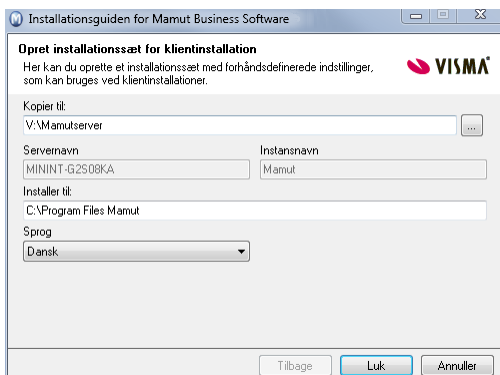 Installationsguiden for Mamut Business Software
Opret installationssæt for klientinstallation
Her kan du oprette et installationssæt med forhåndsdefinerede indstillinger,
som kan bruges ved klientinstallationer.
VISMA
Kopier til:
V:\Mamutserver
...
Servernavn
Instansnavn
MININT-G2S08KA
Mamut
Installer til:
C:\Program Files Mamut
Sprog
Dansk
Tilbage
Luk
Annuller